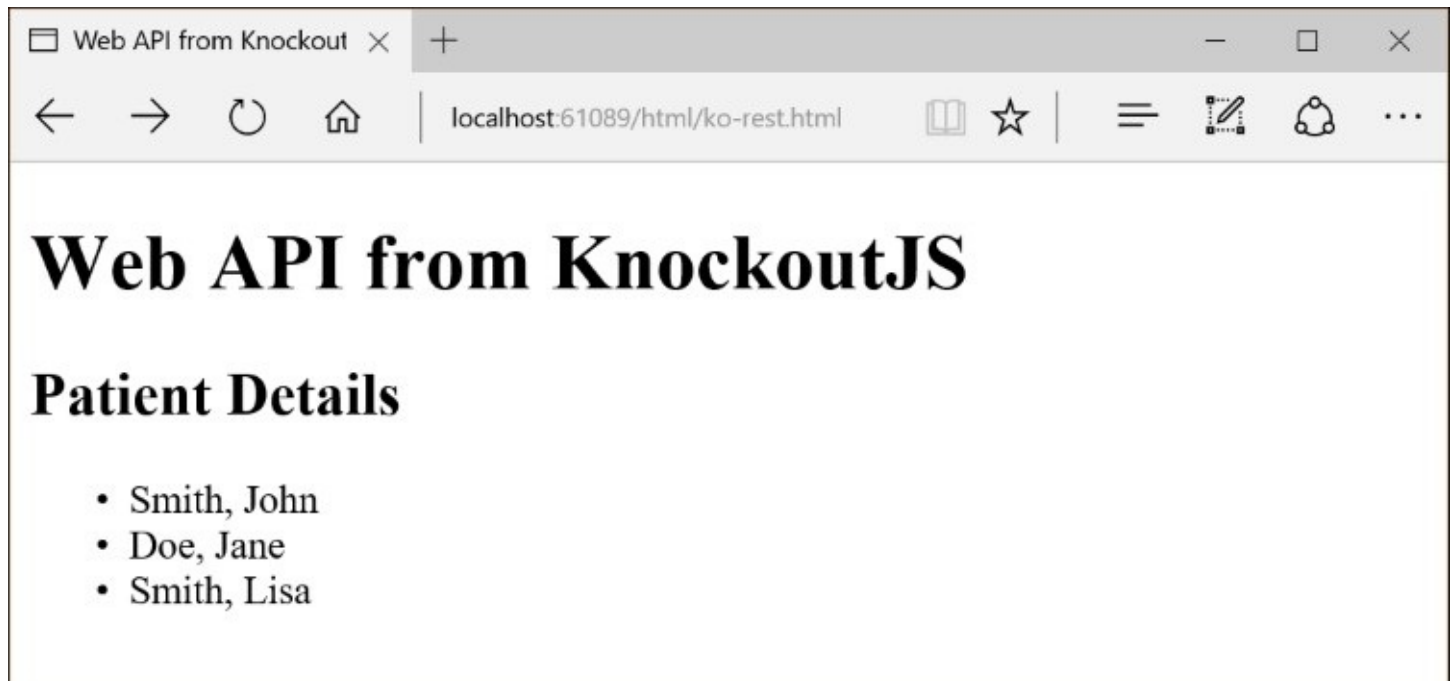 Web API from Knockout
localhost:61089/html/ko-rest.html
Web API from KnockoutJS
Patient Details
• Smith, John
• Doe, Jane
• Smith, Lisa